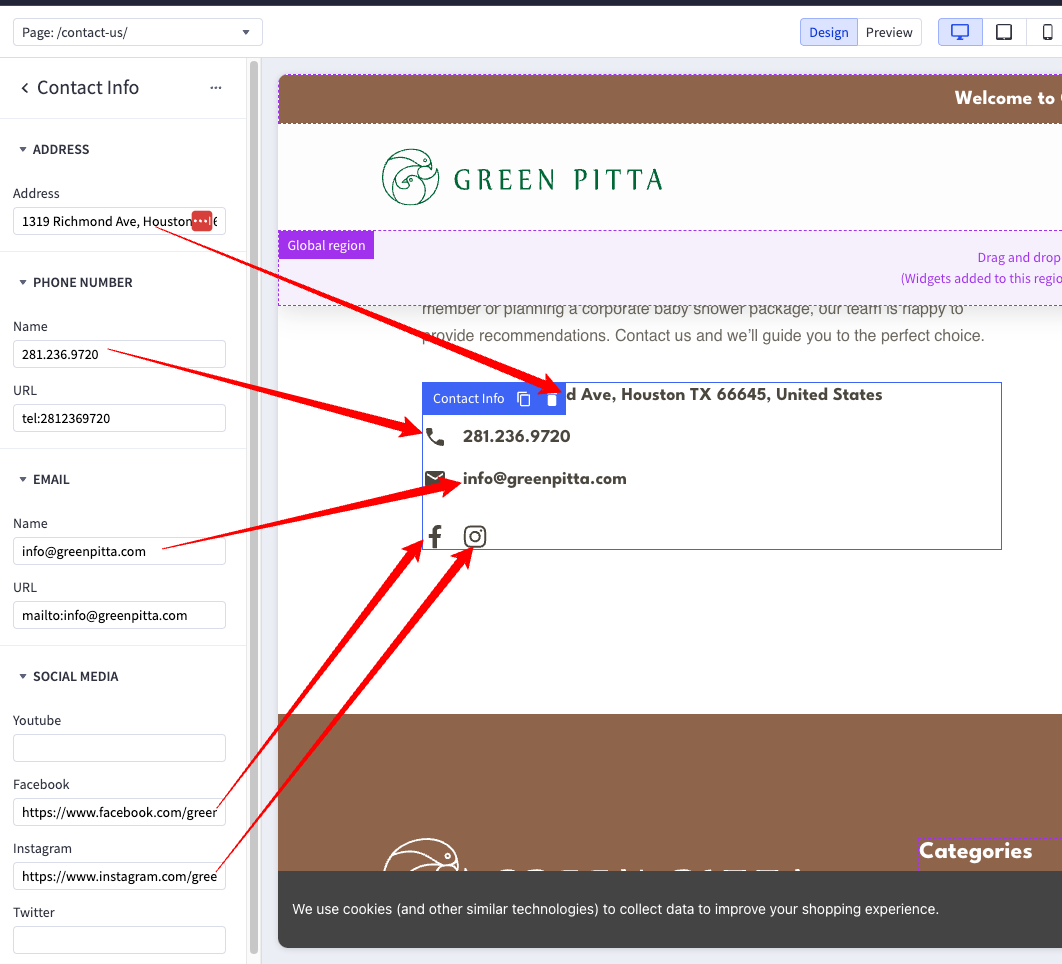 Page: /contact-us/
Design
Preview
Contact Info
ADDRESS
Address
1319 Richmond Ave, Houston
PHONE NUMBER
Name
281.236.9720
URL
tel:2812369720
EMAIL
Name
info@greenpitta.com
URL
mailto:info@greenpitta.com
SOCIAL MEDIA
Youtube
Facebook
https://www.facebook.com/green
Instagram
https://www.instagram.com/gree
Twitter
Welcome to
GREEN PITTA
Global region
Drag and drop
(Widgets added to this regio
member or planning a corporate baby shower package, our team is happy to
provide recommendations. Contact us and we’ll guide you to the perfect choice.
Contact Info
d Ave, Houston TX 66645, United States
281.236.9720
info@greenpitta.com
Categories
We use cookies (and other similar technologies) to collect data to improve your shopping experience.